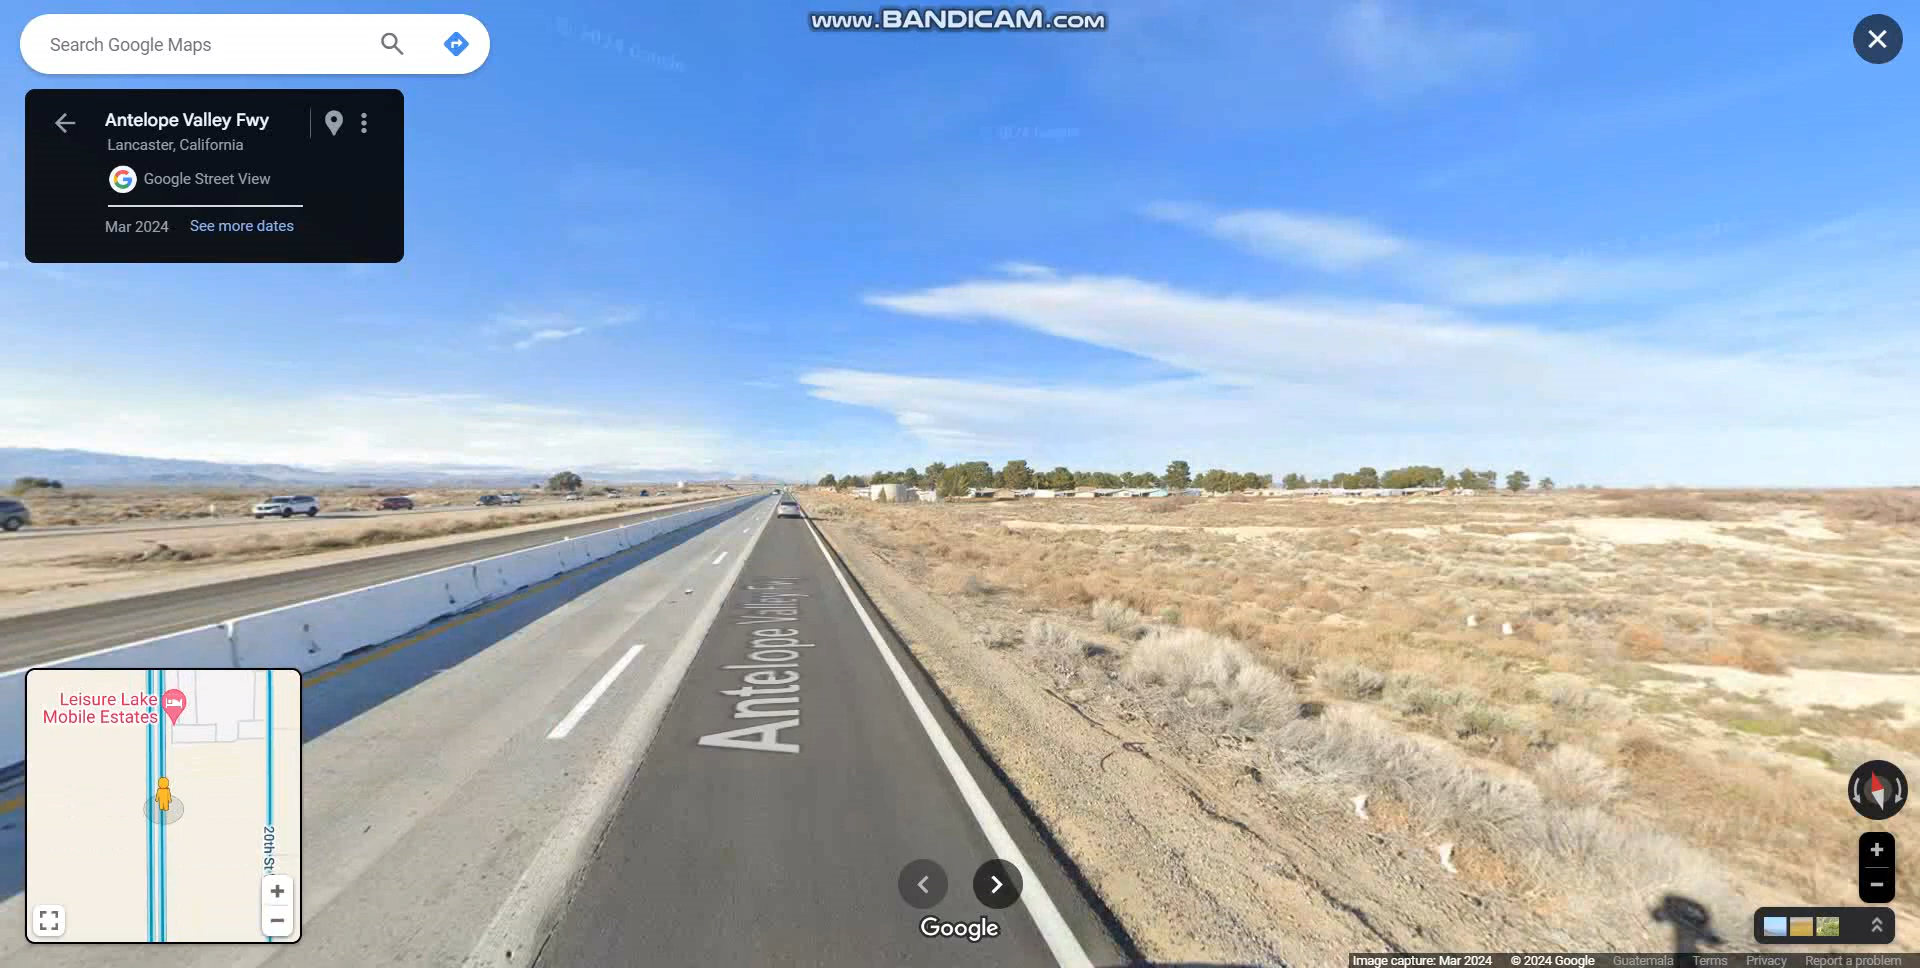 www.BANDICAM.com
Search Google Maps
Antelope Valley Fwy
Lancaster, California
Google Street View
Mar 2024 See more dates
Antelope Valley Fwy
Leisure Lake
Mobile Estates
20th St
Google
Image capture: Mar 2024 © 2024 Google Guatemala Terms Privacy Report a problem